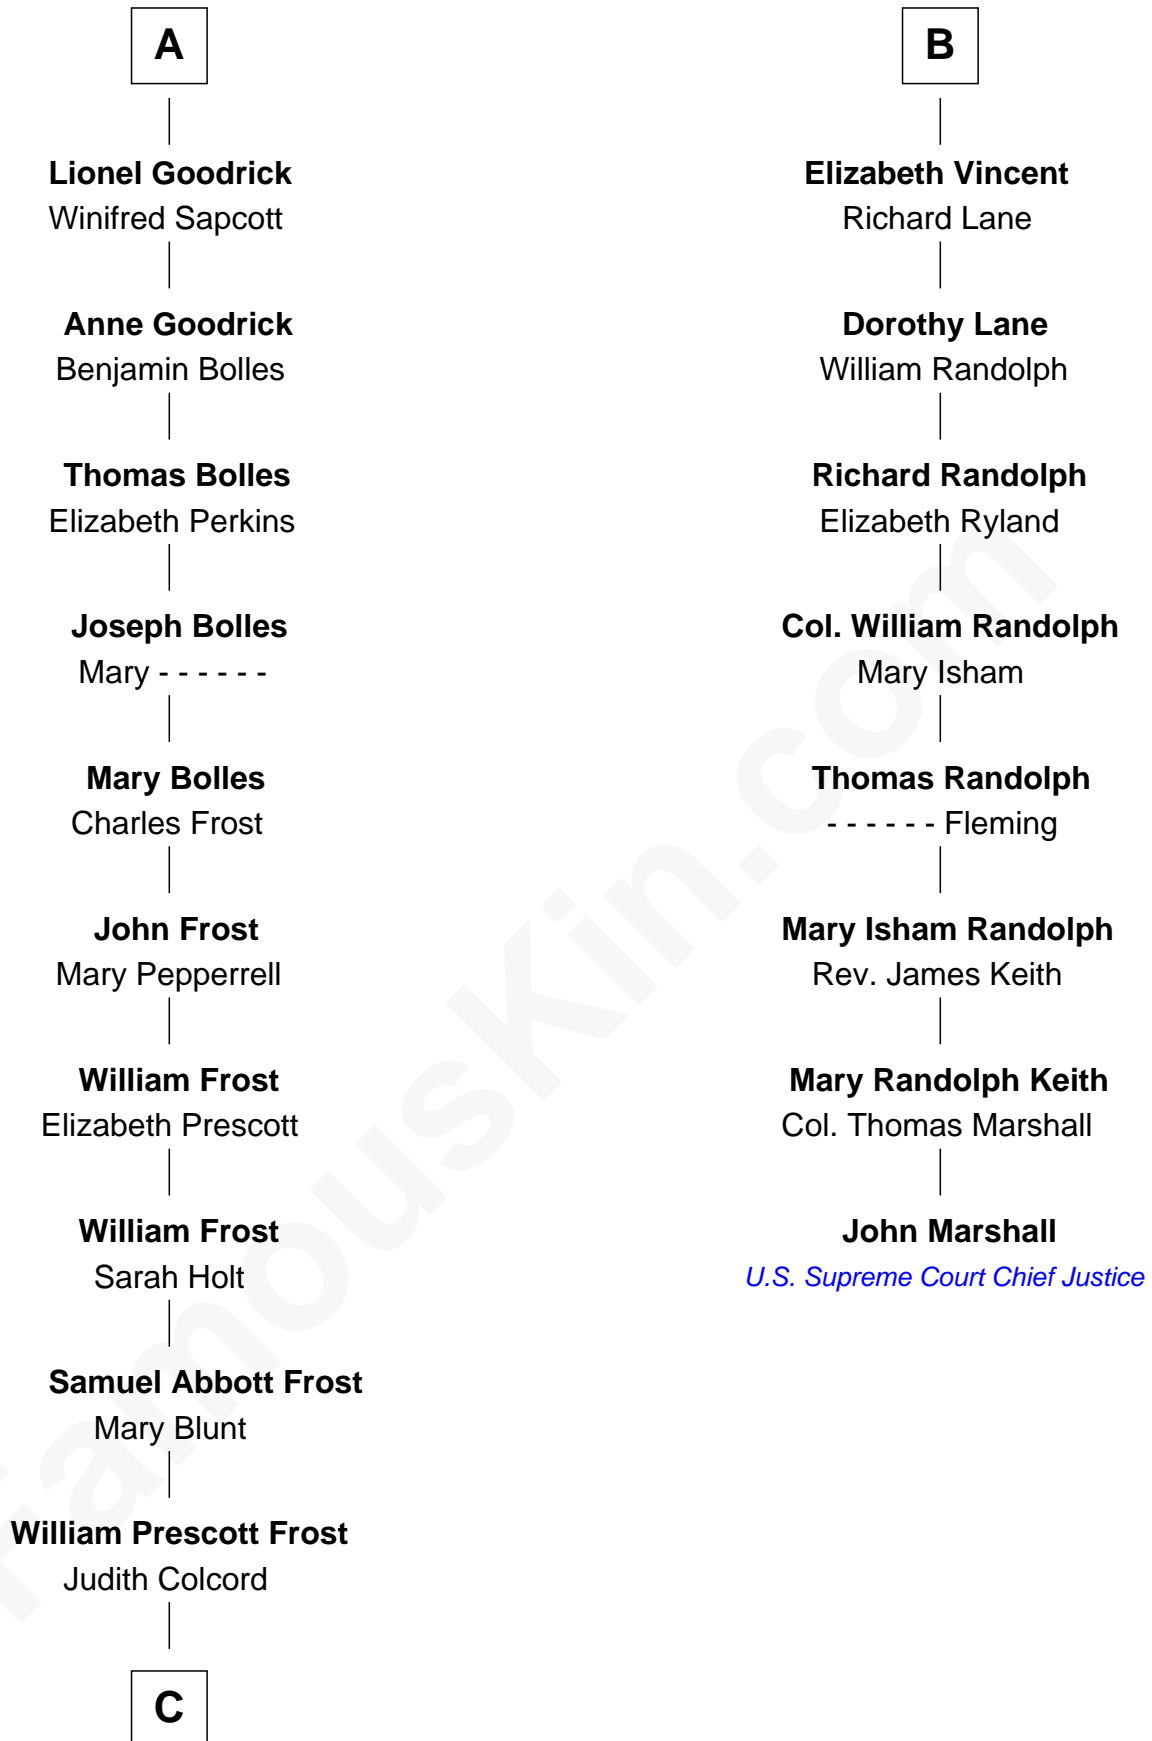 A
Lionel Goodrick
Winifred Sapcott
Anne Goodrick
Benjamin Bolles
Thomas Bolles
Elizabeth Perkins
Joseph Bolles
Mary - - - - - -
Mary Bolles
Charles Frost
John Frost
Mary Pepperrell
William Frost
Elizabeth Prescott
William Frost
Sarah Holt
Samuel Abbott Frost
Mary Blunt
William Prescott Frost
Judith Colcord
C
B
Elizabeth Vincent
Richard Lane
Dorothy Lane
William Randolph
Richard Randolph
Elizabeth Ryland
Col. William Randolph
Mary Isham
Thomas Randolph
- - - - - - Fleming
Mary Isham Randolph
Rev. James Keith
Mary Randolph Keith
Col. Thomas Marshall
John Marshall
U.S. Supreme Court Chief Justice
FamousKin.com